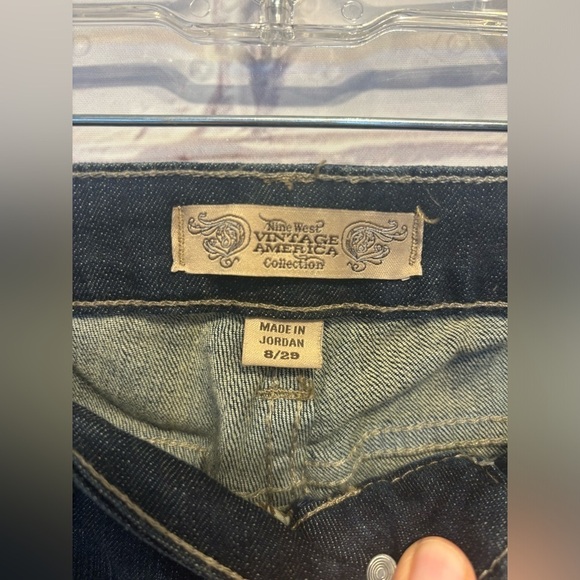 Nine West
VINTAGE
AMERICA
Collection
MADE IN
JORDAN
8/29